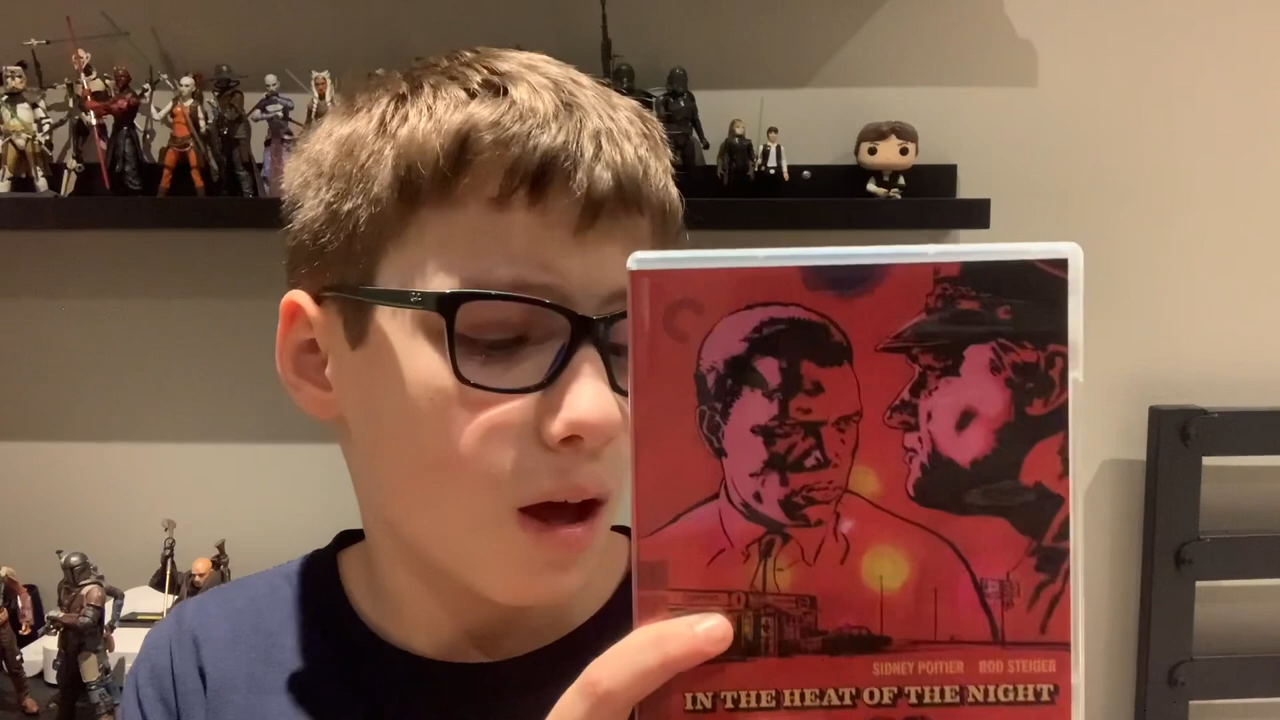 SIDNEY POITIER ROD STEIGER
IN THE HEAT OF THE NIGHT